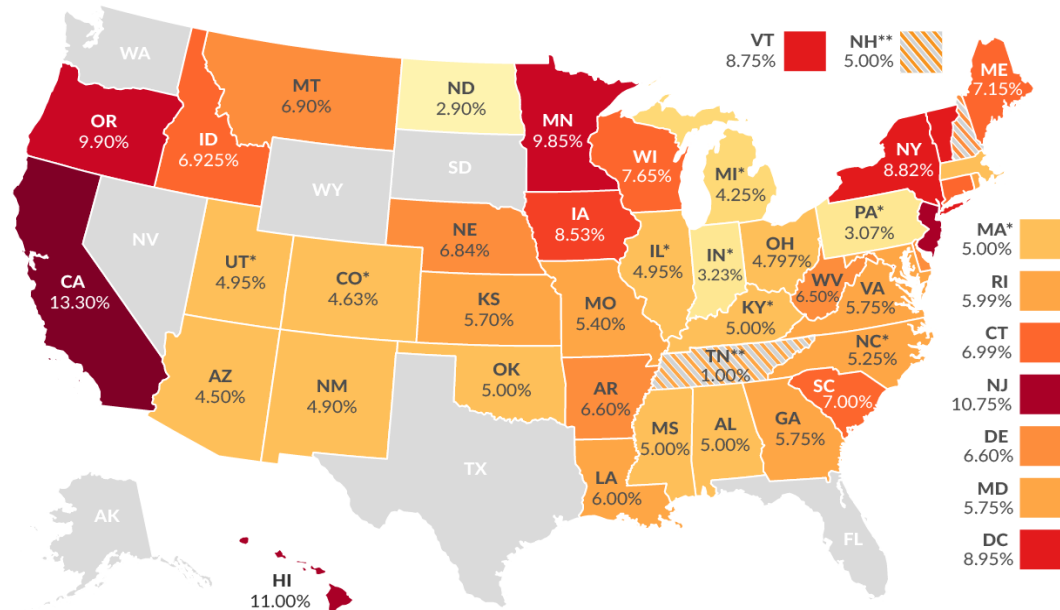 WA
VT
8.75%
NH**
5.00%
ME
7.15%
MT
6.90%
ND
2.90%
MN
9.85%
OR
9.90%
ID
6.925%
WI
7.65%
NY
8.82%
SD
WY
MI*
4.25%
IA
8.53%
PA*
3.07%
NE
6.84%
NV
UT*
4.95%
CO*
4.63%
IL*
4.95%
IN*
3.23%
OH
4.797%
WV
6.50%
VA
5.75%
CA
13.30%
KS
5.70%
MO
5.40%
KY*
5.00%
NC*
5.25%
TN**
1.00%
AZ
4.50%
NM
4.90%
OK
5.00%
AR
6.60%
SC
7.00%
MS
5.00%
AL
5.00%
GA
5.75%
TX
LA
6.00%
AK
FL
HI
11.00%
MA*
5.00%
RI
5.99%
CT
6.99%
NJ
10.75%
DE
6.60%
MD
5.75%
DC
8.95%